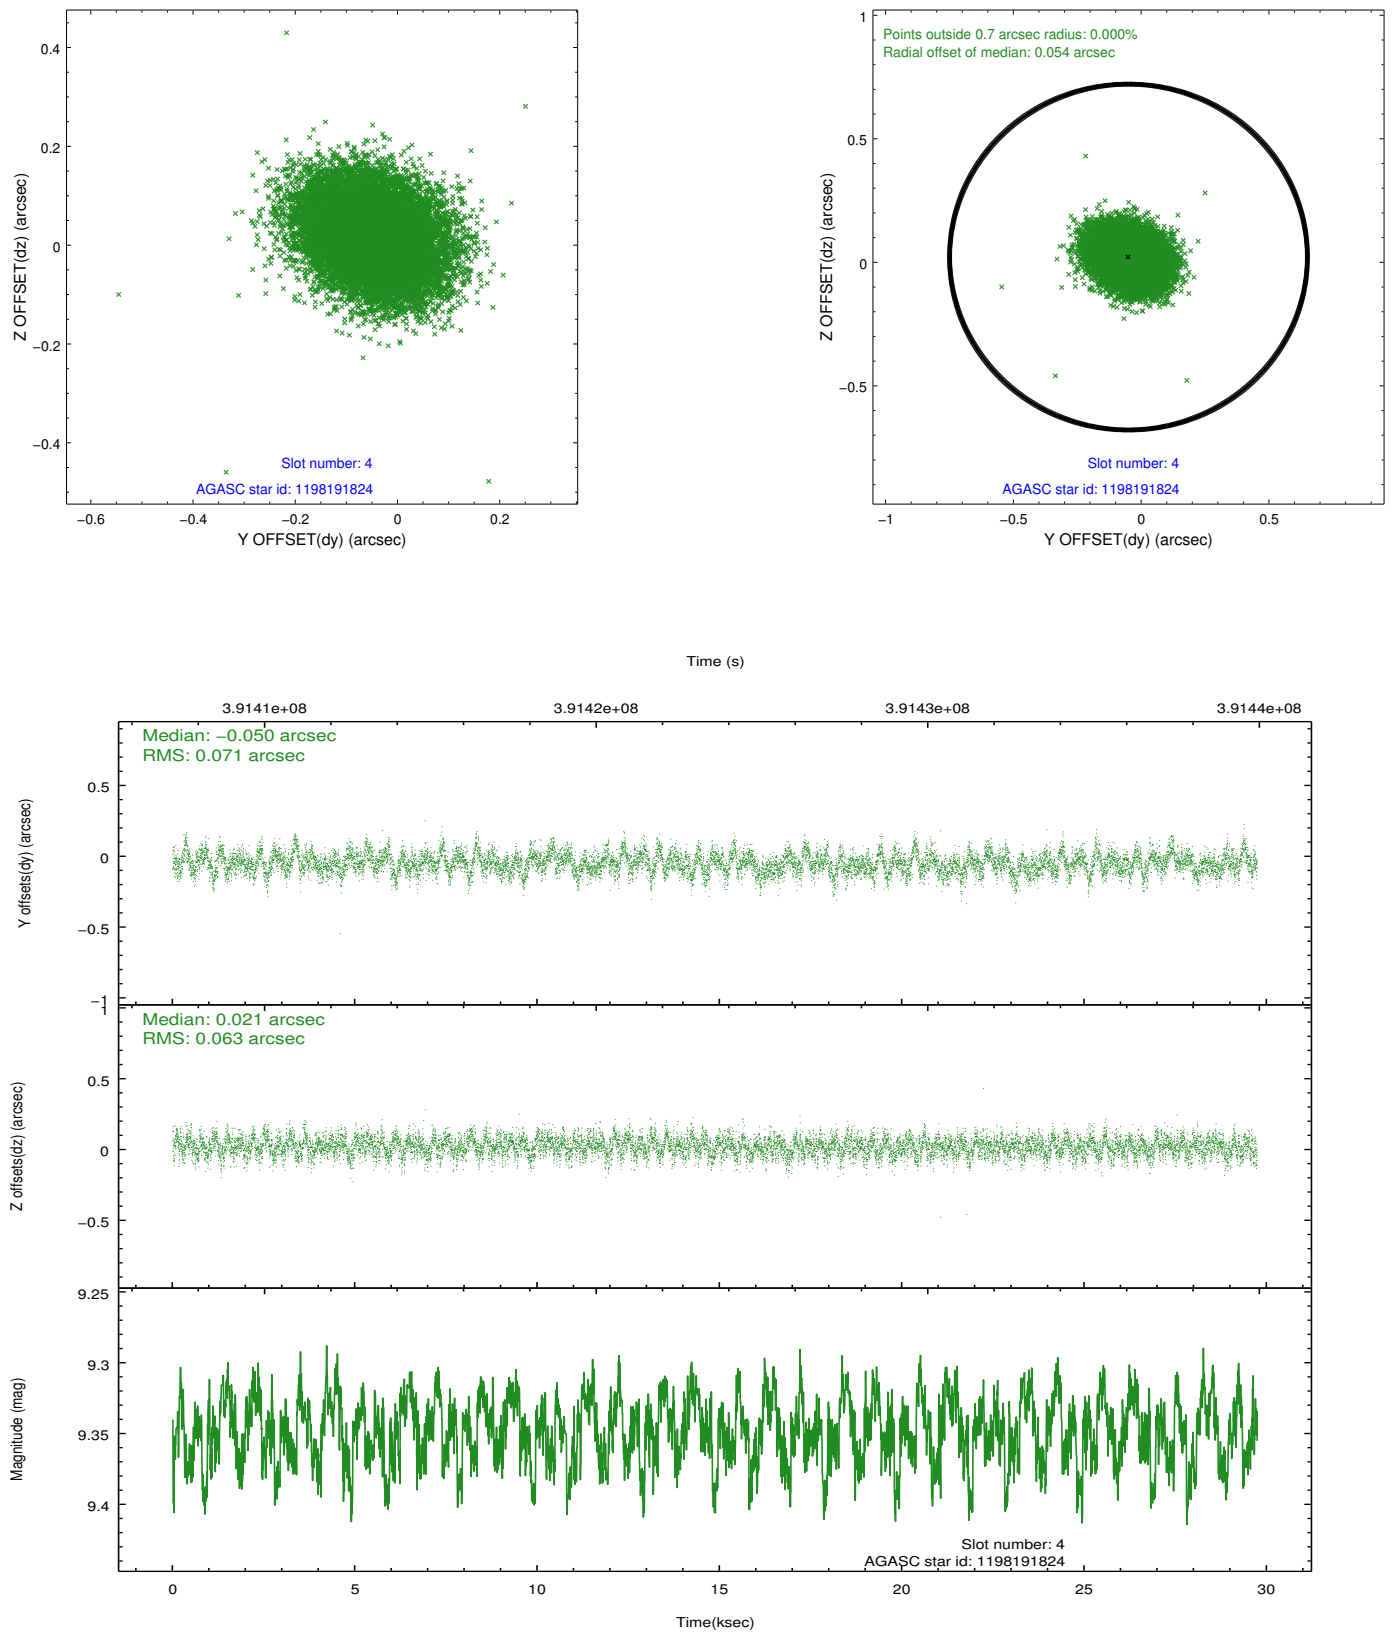 0.4
0.2
0
−0.2
−0.4
−0.6
−0.4
−0.2
0
0.2
Z OFFSET(dz) (arcsec)
Y OFFSET(dy) (arcsec)
Slot number: 4
AGASC star id: 1198191824
Points outside 0.7 arcsec radius: 0.000%
Radial offset of median: 0.054 arcsec
1
0.5
0
−0.5
−1
−0.5
0
0.5
Z OFFSET(dz) (arcsec)
Y OFFSET(dy) (arcsec)
Slot number: 4
AGASC star id: 1198191824
Time (s)
3.9141e+08
3.9142e+08
3.9143e+08
3.9144e+08
Median: −0.050 arcsec
RMS: 0.071 arcsec
0.5
0
−0.5
−1
Y offsets(dy) (arcsec)
Median: 0.021 arcsec
RMS: 0.063 arcsec
1
0.5
0
−0.5
Z offsets(dz) (arcsec)
9.25
9.3
9.35
9.4
Magnitude (mag)
Slot number: 4
AGASC star id: 1198191824
0
5
10
15
20
25
30
Time(ksec)